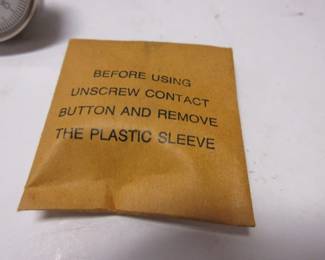 BEFORE USING
UNSCREW CONTACT
BUTTON AND REMOVE
THE PLASTIC SLEEVE